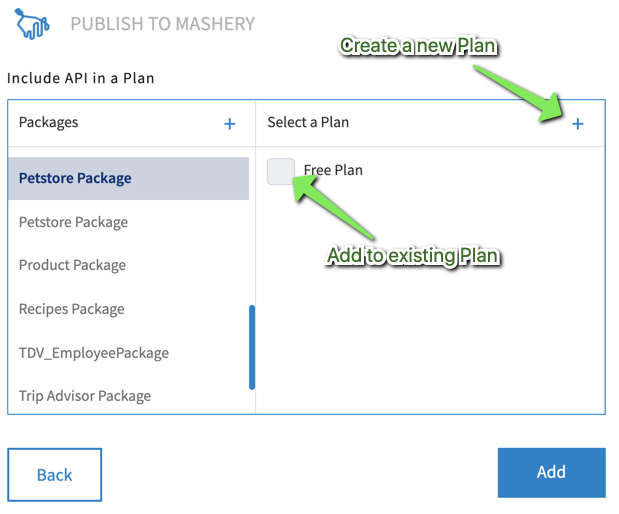 PUBLISH TO MASHERY
Create a new Plan
Include API in a Plan
Packages +
Select a Plan +
Petstore Package
Free Plan
Petstore Package
Add to existing Plan
Product Package
Recipes Package
TDV_EmployeePackage
Trip Advisor Package
Back
Add